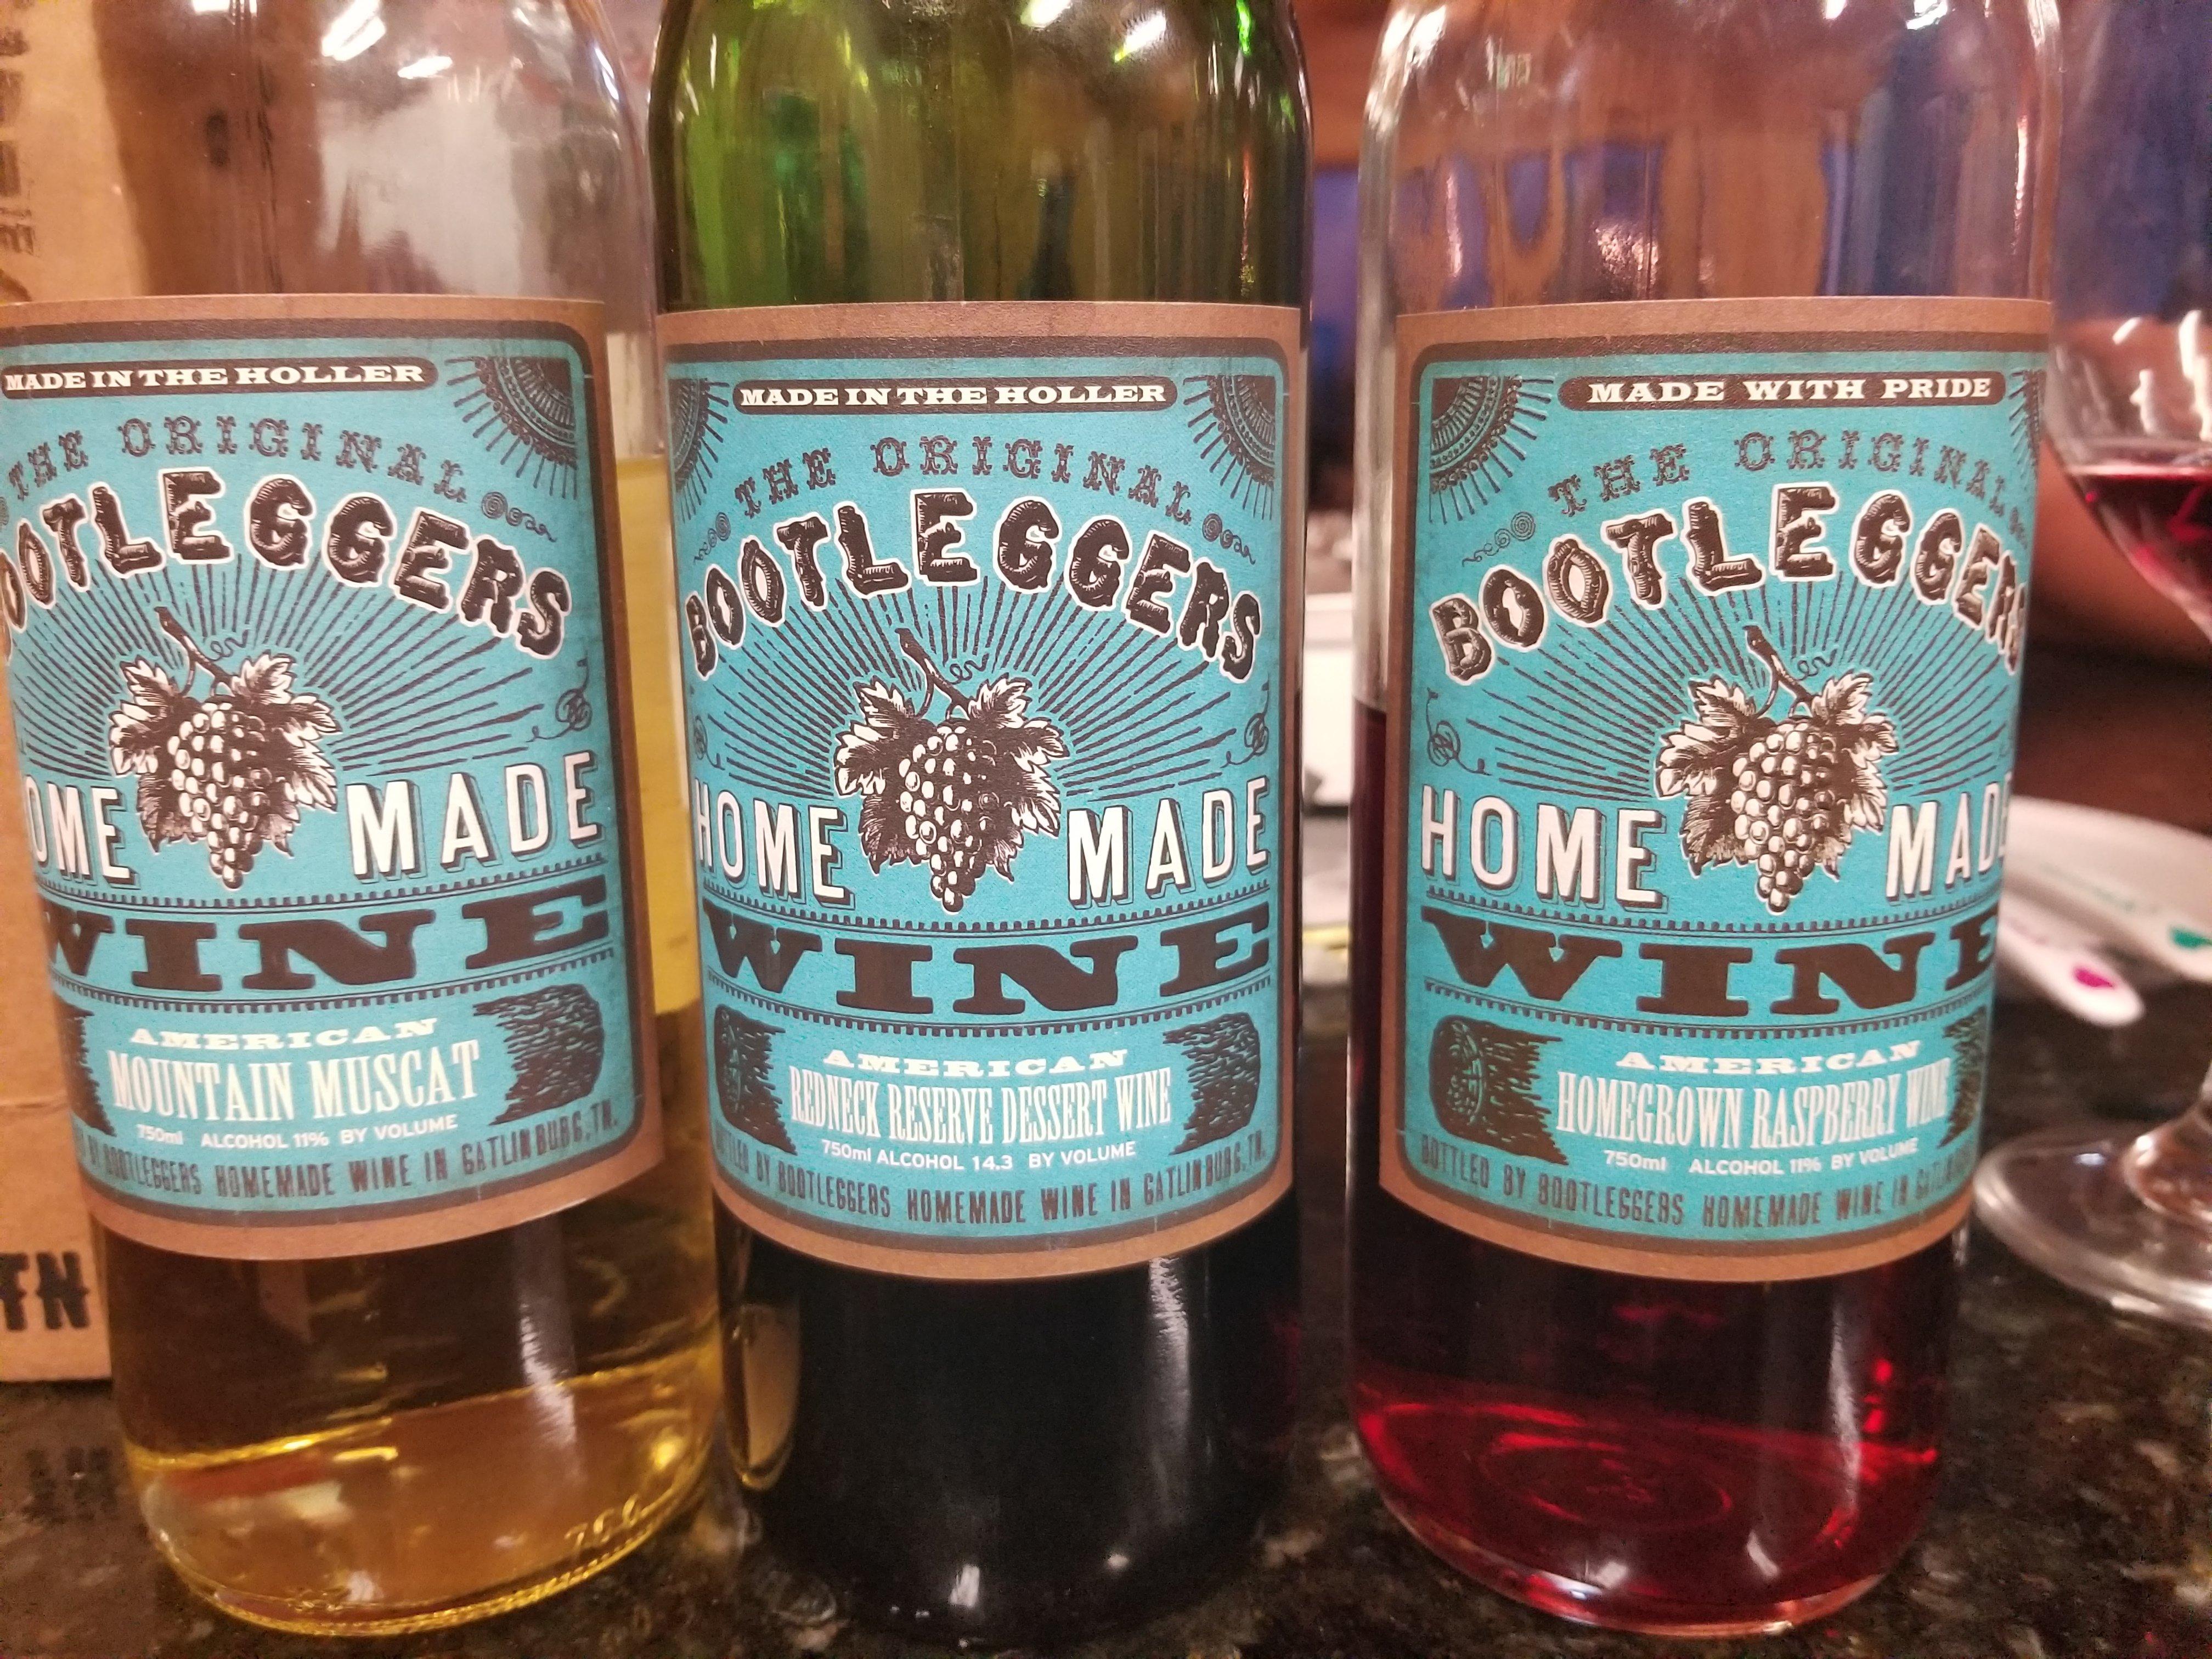 MADE IN THE HOLLER
THE ORIGINAL
BOOTLEGGERS
HOME MADE
WINE
AMERICAN
MOUNTAIN MUSCAT
750ml ALCOHOL 11% BY VOLUME
BY BOOTLEGGERS HOMEMADE WINE IN GATLINBURG, TN.
MADE IN THE HOLLER
THE ORIGINAL
BOOTLEGGERS
HOME MADE
WINE
AMERICAN
REDNECK RESERVE DESSERT WINE
750ml ALCOHOL 14.3 BY VOLUME
BOTTLED BY BOOTLEGGERS HOMEMADE WINE IN GATLINBURG, TN.
MADE WITH PRIDE
THE ORIGINAL
BOOTLEGGERS
HOME MADE
WINE
AMERICAN
HOMEGROWN RASPBERRY WINE
750ml ALCOHOL 11% BY VOLUME
BOTTLED BY BOOTLEGGERS HOMEMADE WINE IN
TN